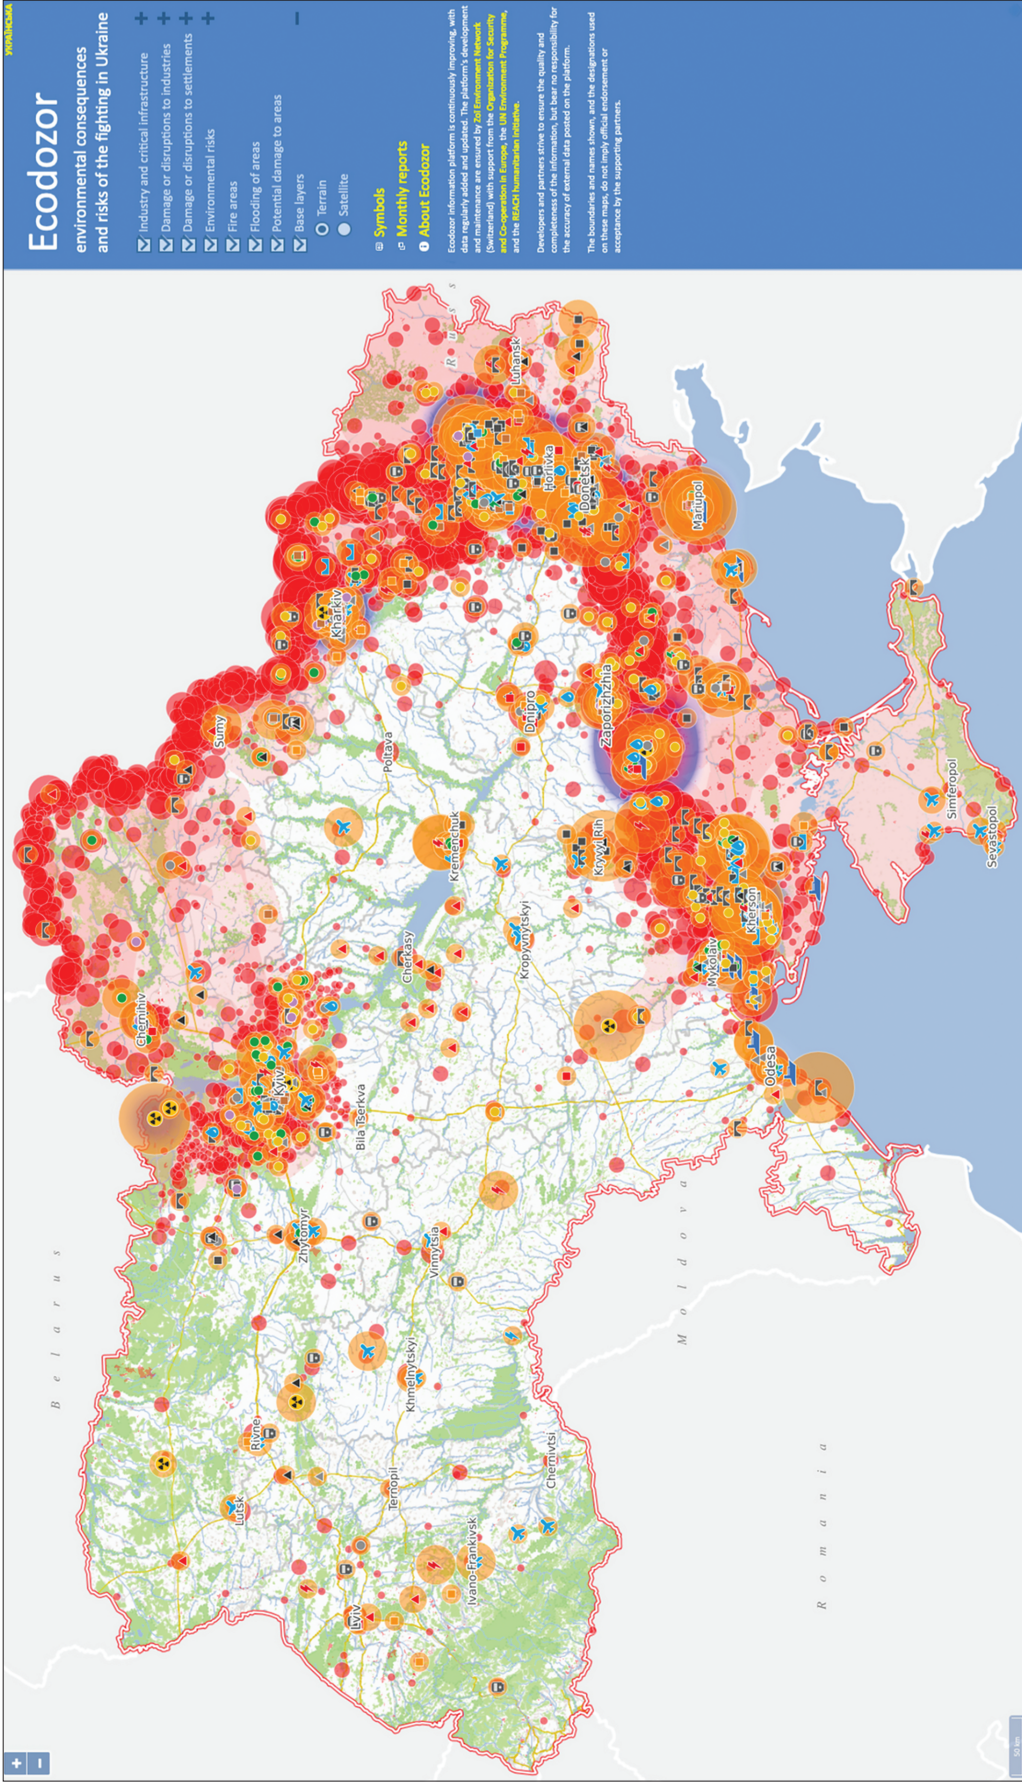 УКРАЇНСЬКА
Ecodozor
environmental consequences
and risks of the fighting in Ukraine
Industry and critical infrastructure +
Damage or disruptions to industries +
Damage or disruptions to settlements +
Environmental risks +
Fire areas
Flooding of areas
Potential damage to areas
Base layers −
Terrain
Satellite
Symbols
Monthly reports
About Ecodozor
Ecodozor information platform is continuously improving, with
data regularly added and updated. The platform's development
and maintenance are ensured by Zoï Environment Network
(Switzerland) with support from the Organization for Security
and Co-operation in Europe, the UN Environment Programme,
and the REACH humanitarian initiative.
Developers and partners strive to ensure the quality and
completeness of the information, but bear no responsibility for
the accuracy of external data posted on the platform.
The boundaries and names shown, and the designations used
on these maps, do not imply official endorsement or
acceptance by the supporting partners.
+
−
Belarus
Russ
Moldova
Romania
Chernihiv
Sumy
Lutsk
Rivne
Zhytomyr
Kyiv
Kharkiv
Lviv
Ternopil
Khmelnytskyi
Bila Tserkva
Poltava
Cherkasy
Vinnytsia
Kremenchuk
Luhansk
Ivano-Frankivsk
Chernivtsi
Kropyvnytskyi
Dnipro
Horlivka
Donetsk
Kryvyi Rih
Zaporizhzhia
Mariupol
Mykolaiv
Kherson
Odesa
Simferopol
Sevastopol
50 km